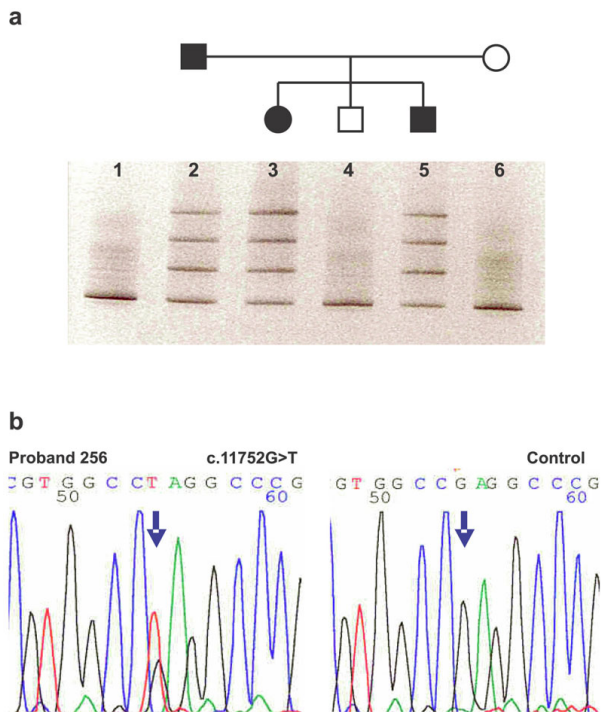 a
1 2 3 4 5 6
b
Proband 256 c.11752G>T Control
CGTGGCCTAGGCCCG GTGGCCGAGGCCCG
50 60 50 60